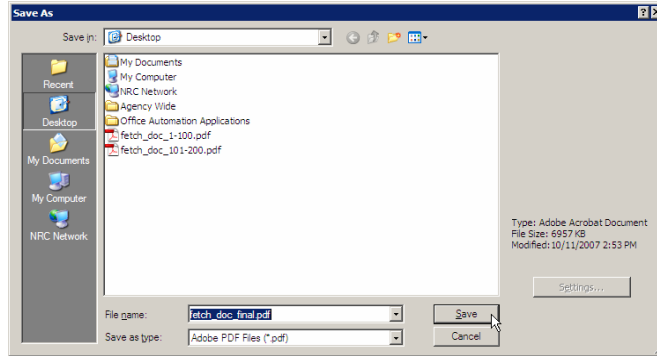 Save As
Save in:
Desktop
Recent
Desktop
My Documents
My Computer
NRC Network
My Documents
My Computer
NRC Network
Agency Wide
Office Automation Applications
fetch_doc_1-100.pdf
fetch_doc_101-200.pdf
Type: Adobe Acrobat Document
File Size: 6957 KB
Modified: 10/11/2007 2:53 PM
Settings...
File name:
fetch_doc_final.pdf
Save
Save as type:
Adobe PDF Files (*.pdf)
Cancel